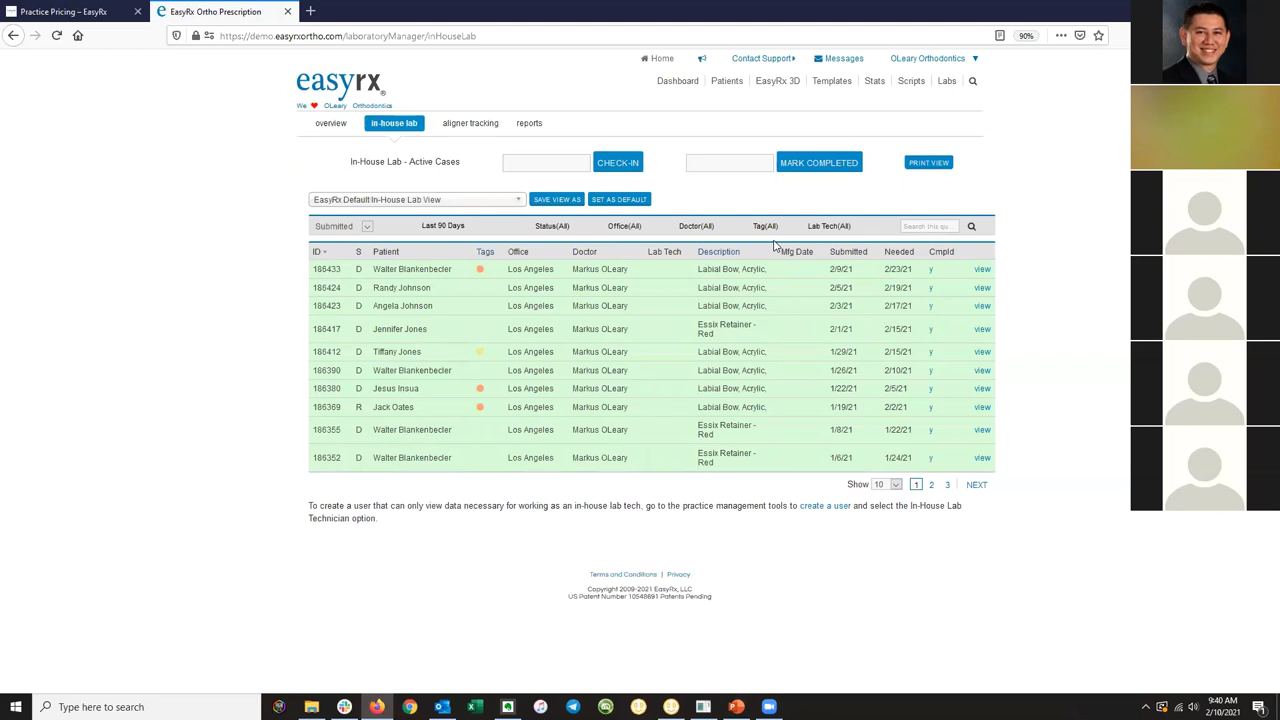 Practice Pricing – EasyRx
EasyRx Ortho Prescription
https://demo.easyrxortho.com/laboratoryManager/inHouseLab
90%
Home
Contact Support
Messages
OLeary Orthodontics
easyrx
We OLeary Orthodontics
Dashboard Patients EasyRx 3D Templates Stats Scripts Labs
overview in-house lab aligner tracking reports
In-House Lab - Active Cases CHECK-IN MARK COMPLETED PRINT VIEW
EasyRx Default In-House Lab View SAVE VIEW AS SET AS DEFAULT
Submitted Last 90 Days Status(All) Office(All) Doctor(All) Tag(All) Lab Tech(All) Search this qu...
ID S Patient Tags Office Doctor Lab Tech Description Mfg Date Submitted Needed Cmpld
186433 D Walter Blankenbecler Los Angeles Markus OLeary Labial Bow, Acrylic, 2/9/21 2/23/21 y view
186424 D Randy Johnson Los Angeles Markus OLeary Labial Bow, Acrylic, 2/5/21 2/19/21 y view
186423 D Angela Johnson Los Angeles Markus OLeary Labial Bow, Acrylic, 2/3/21 2/17/21 y view
186417 D Jennifer Jones Los Angeles Markus OLeary Essix Retainer - Red 2/1/21 2/15/21 y view
186412 D Tiffany Jones Los Angeles Markus OLeary Labial Bow, Acrylic, 1/29/21 2/15/21 y view
186390 D Walter Blankenbecler Los Angeles Markus OLeary Labial Bow, Acrylic, 1/26/21 2/10/21 y view
186380 D Jesus Insua Los Angeles Markus OLeary Labial Bow, Acrylic, 1/22/21 2/5/21 y view
186369 R Jack Oates Los Angeles Markus OLeary Labial Bow, Acrylic, 1/19/21 2/2/21 y view
186355 D Walter Blankenbecler Los Angeles Markus OLeary Essix Retainer - Red 1/8/21 1/22/21 y view
186352 D Walter Blankenbecler Los Angeles Markus OLeary Essix Retainer - Red 1/6/21 1/24/21 y view
Show 10 1 2 3 NEXT
To create a user that can only view data necessary for working as an in-house lab tech, go to the practice management tools to create a user and select the In-House Lab
Technician option.
Terms and Conditions | Privacy
Copyright 2009-2021 EasyRx, LLC
US Patent Number 10548691 Patents Pending
Type here to search
9:40 AM
2/10/2021